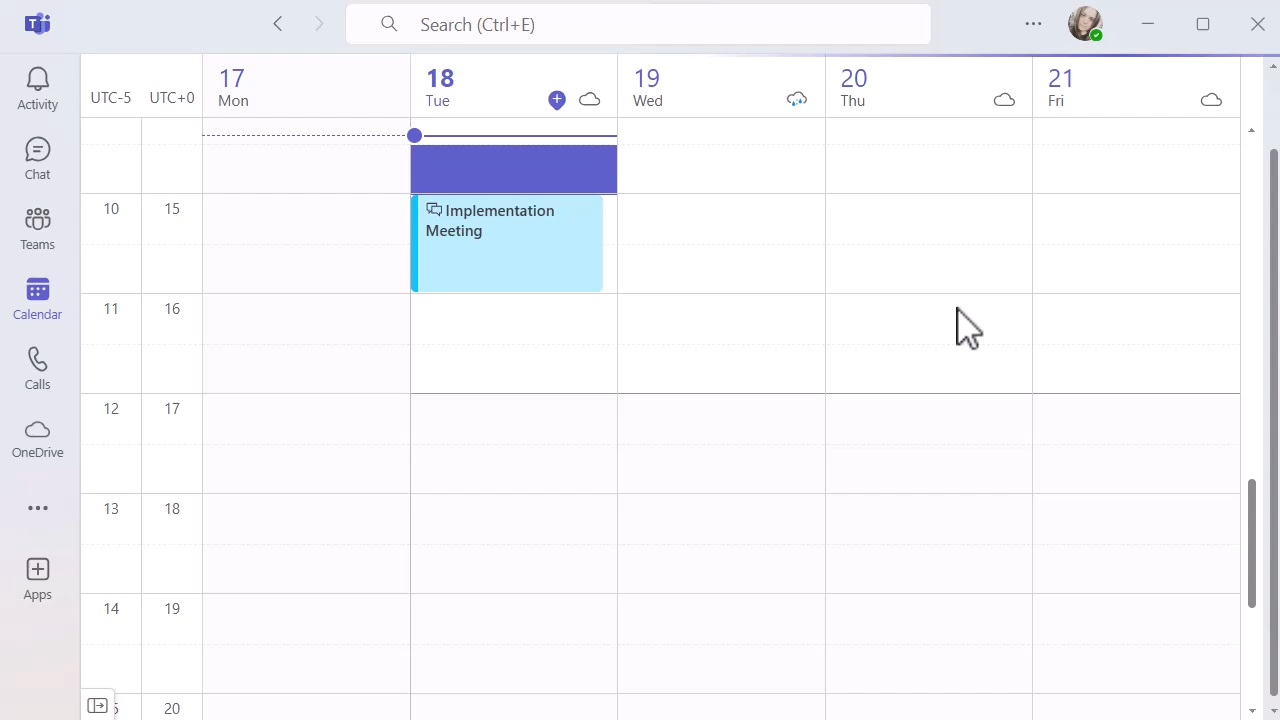 Search (Ctrl+E)
Activity
Chat
Teams
Calendar
Calls
OneDrive
Apps
UTC-5 UTC+0
17
Mon
18
Tue
19
Wed
20
Thu
21
Fri
10 15
Implementation
Meeting
11 16
12 17
13 18
14 19
20